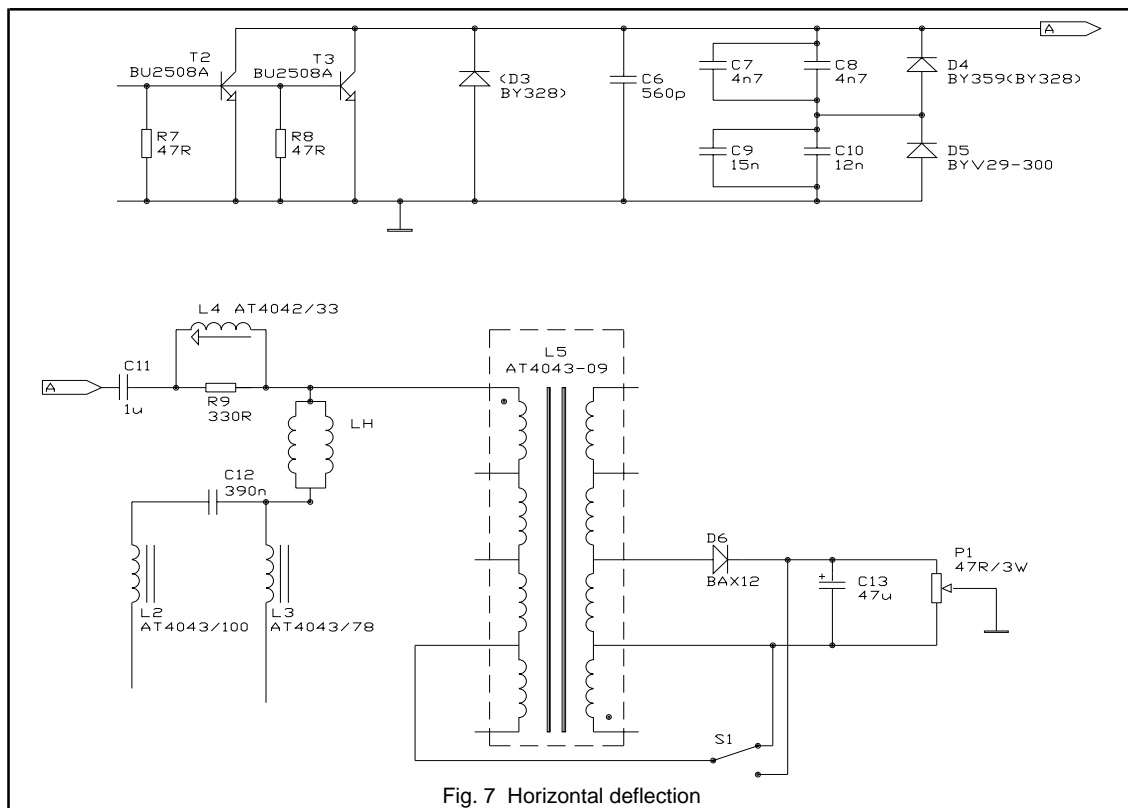 A
T2
BU2508A
T3
BU2508A
(D3
BY328)
C6
560p
C7
4n7
C8
4n7
D4
BY359(BY328)
R7
47R
R8
47R
C9
15n
C10
12n
D5
BYV29-300
L4 AT4042/33
C11
A
1u
R9
330R
LH
L5
AT4043-09
C12
390n
L2
AT4043/100
L3
AT4043/78
D6
BAX12
C13
47u
+
P1
47R/3W
S1
Fig. 7 Horizontal deflection